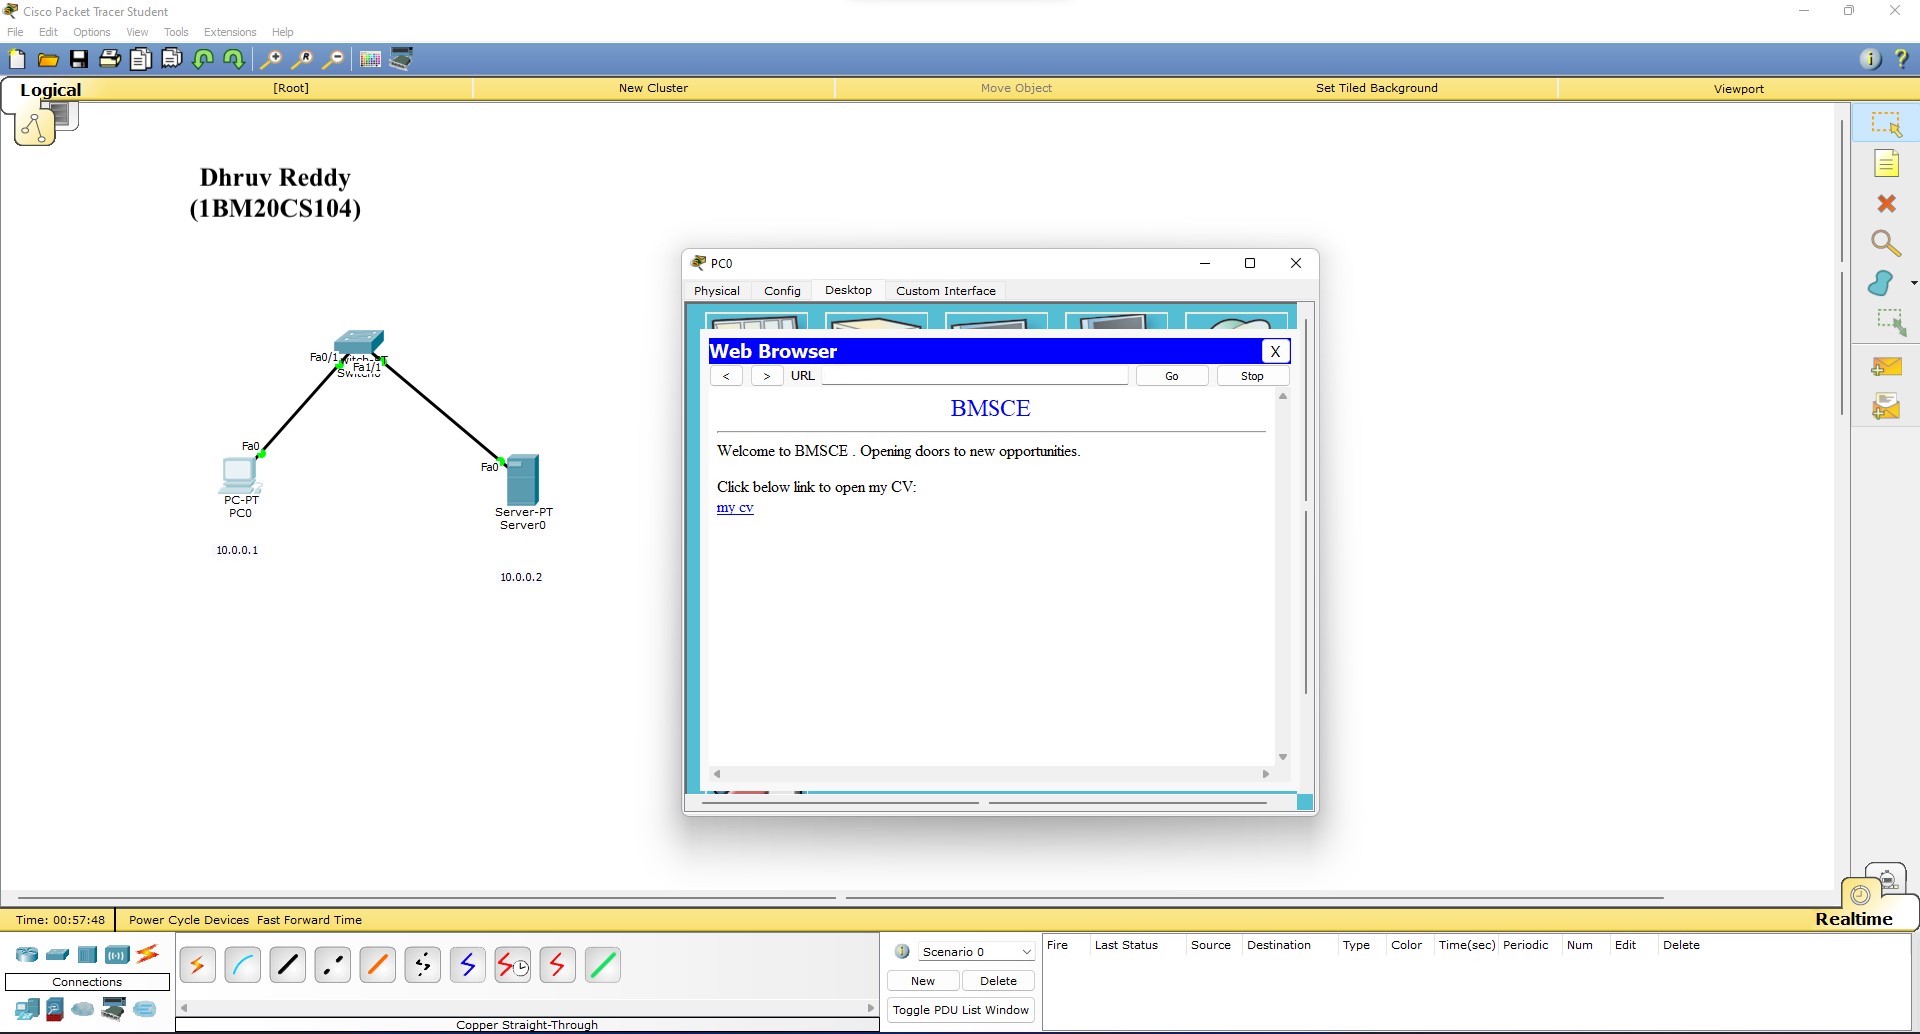 Cisco Packet Tracer Student
File Edit Options View Tools Extensions Help
Logical [Root] New Cluster Move Object Set Tiled Background Viewport
Dhruv Reddy
(1BM20CS104)
PC0
Physical Config Desktop Custom Interface
Web Browser X
< > URL Go Stop
BMSCE
Welcome to BMSCE . Opening doors to new opportunities.
Click below link to open my CV:
my cv
Fa0/1
Fa1/1
Fa0
PC-PT
PC0
10.0.0.1
Fa0
Server-PT
Server0
10.0.0.2
Time: 00:57:48 Power Cycle Devices Fast Forward Time
Realtime
Connections
Copper Straight-Through
Scenario 0
New Delete
Toggle PDU List Window
Fire Last Status Source Destination Type Color Time(sec) Periodic Num Edit Delete